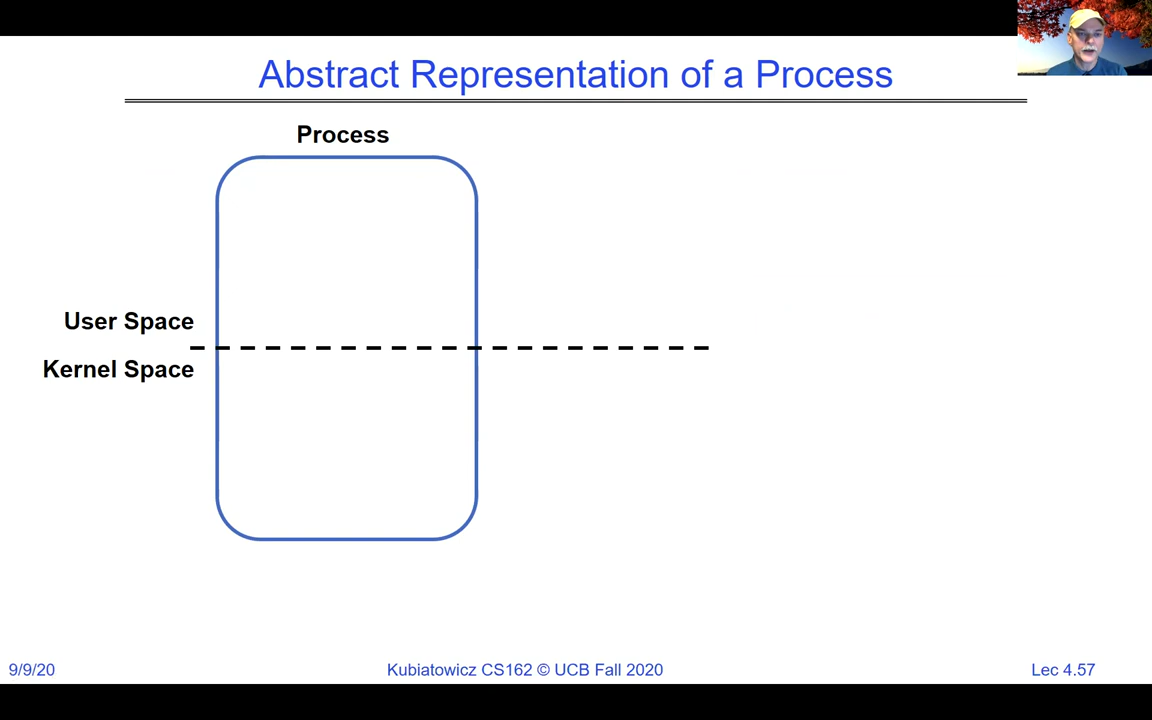 Abstract Representation of a Process
Process
User Space
Kernel Space
9/9/20
Kubiatowicz CS162 © UCB Fall 2020
Lec 4.57